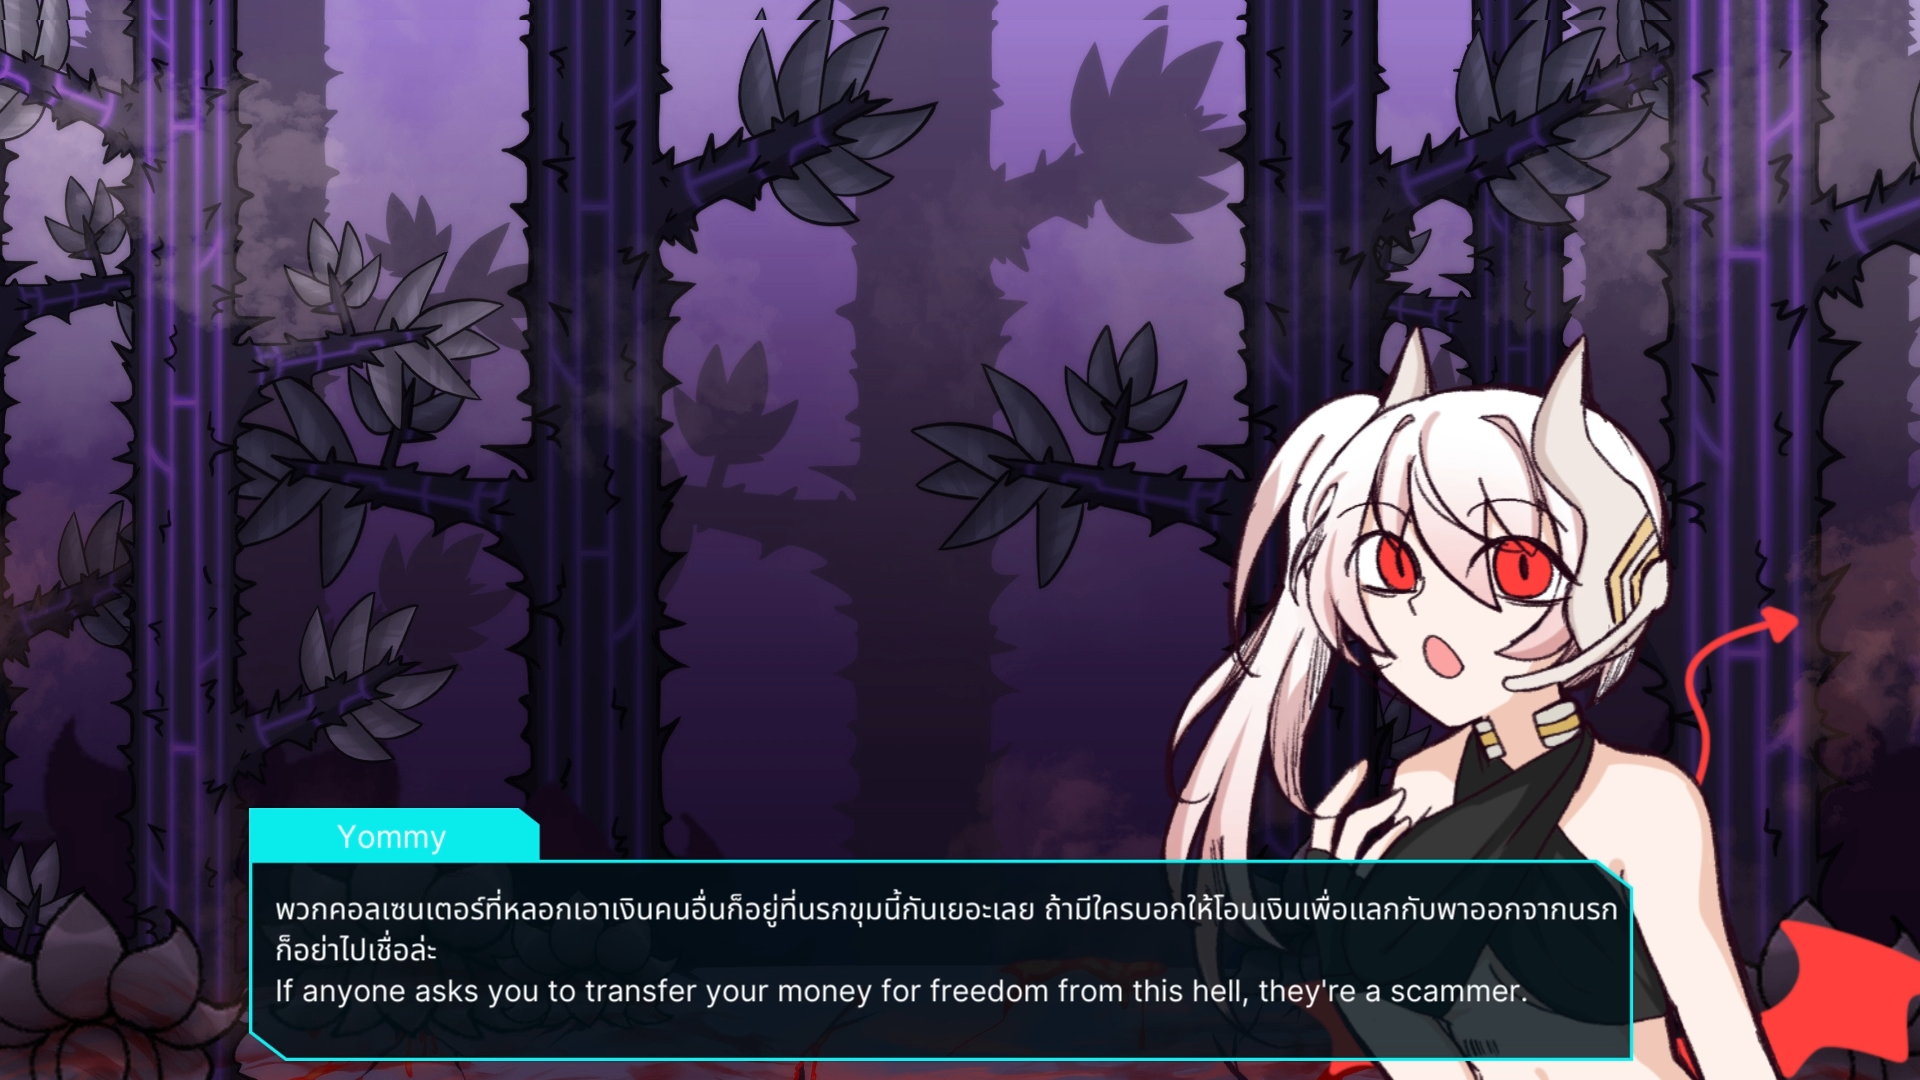 Yommy
พวกคอลเซนเตอร์ที่หลอกเอาเงินคนอื่นก็อยู่ที่นรกขุมนี้กันเยอะเลย ถ้ามีใครบอกให้โอนเงินเพื่อแลกกับพาออกจากนรก
ก็อย่าไปเชื่อล่ะ
If anyone asks you to transfer your money for freedom from this hell, they're a scammer.